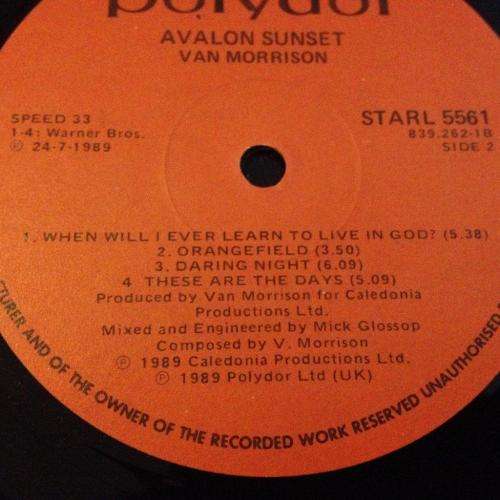 polydor
AVALON SUNSET
VAN MORRISON
SPEED 33
1-4: Warner Bros.
℗ 24-7-1989
STARL 5561
839.262-1B
SIDE 2
1. WHEN WILL I EVER LEARN TO LIVE IN GOD? (5.38)
2. ORANGEFIELD (3.50)
3. DARING NIGHT (6.09)
4 THESE ARE THE DAYS (5.09)
Produced by Van Morrison for Caledonia
Productions Ltd.
Mixed and Engineered by Mick Glossop
Composed by V. Morrison
℗ 1989 Caledonia Productions Ltd.
℗ 1989 Polydor Ltd (UK)
AND OF THE OWNER OF THE RECORDED WORK RESERVED UNAUTHORISED